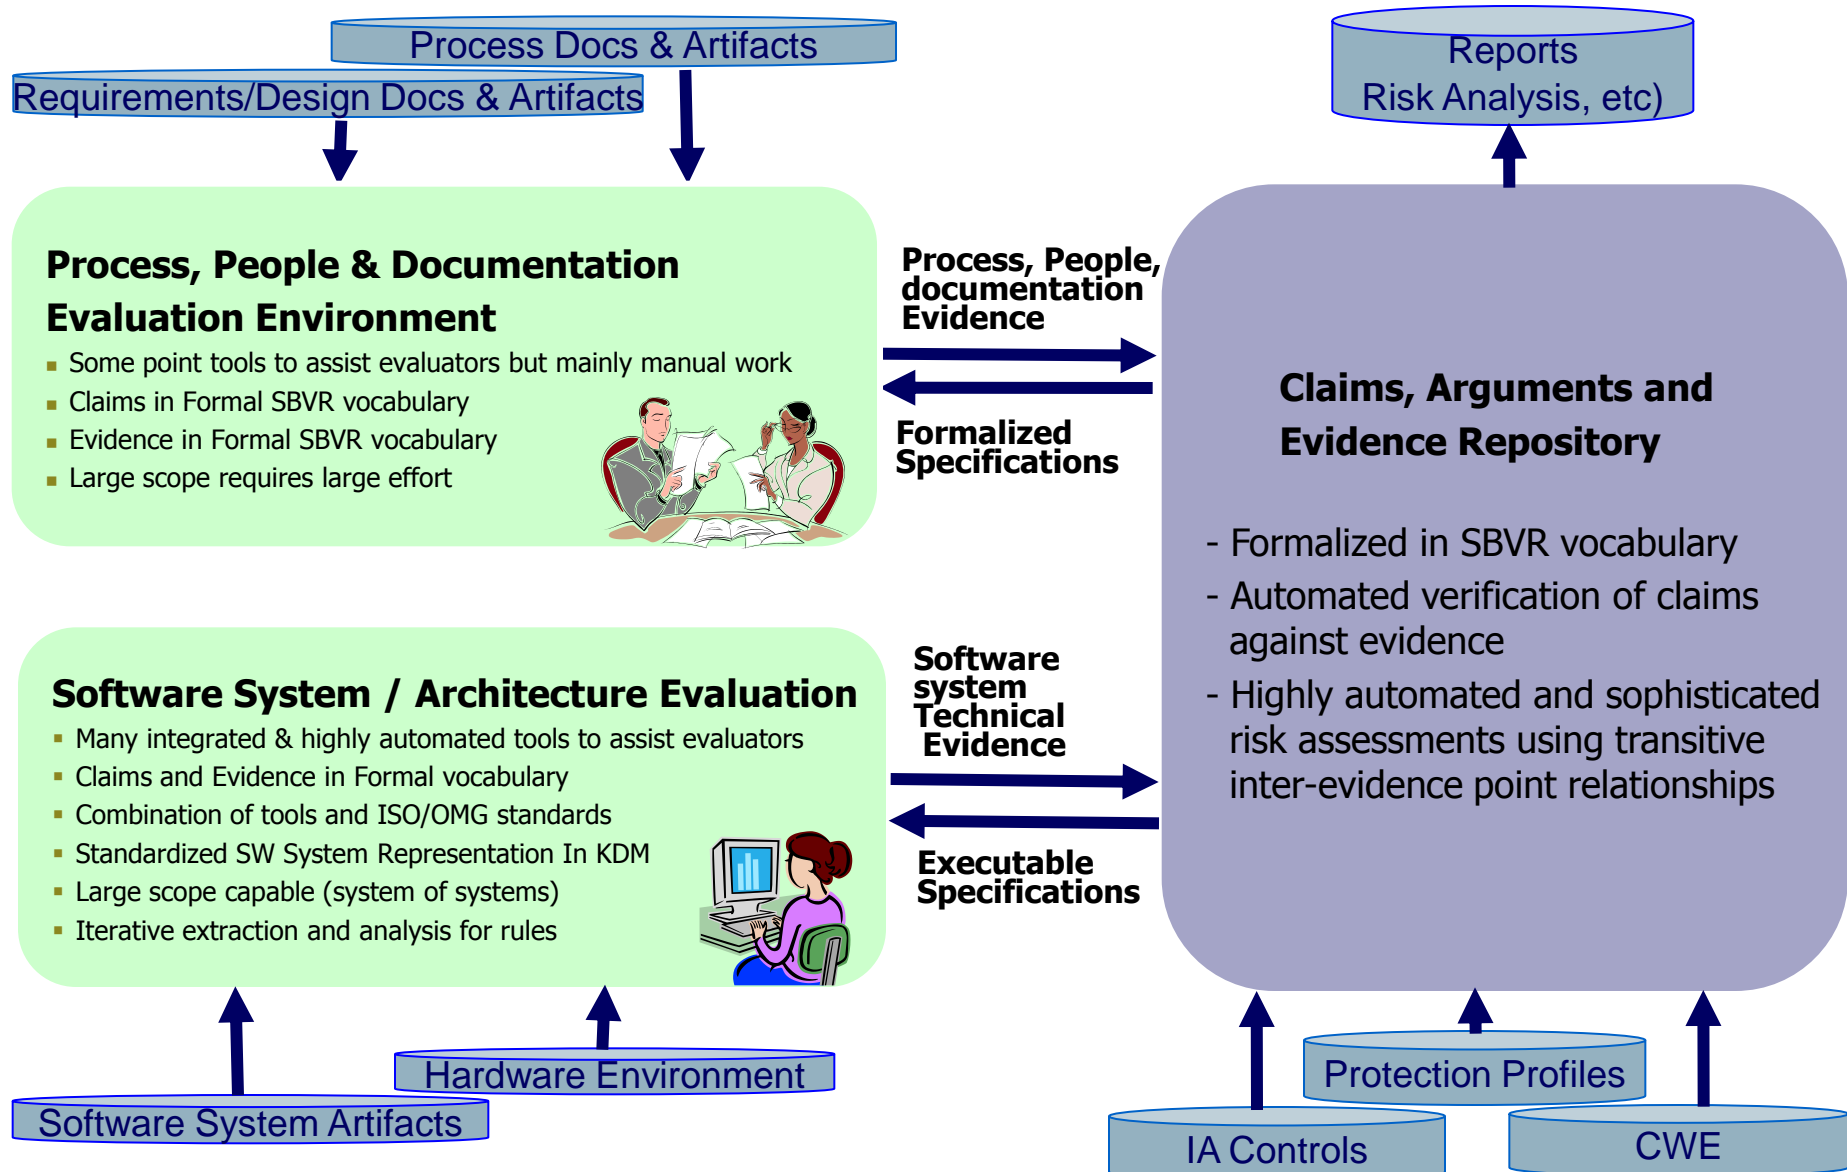 Process Docs & Artifacts
Requirements/Design Docs & Artifacts
Reports
Risk Analysis, etc)
Process, People & Documentation
Evaluation Environment
▪ Some point tools to assist evaluators but mainly manual work
▪ Claims in Formal SBVR vocabulary
▪ Evidence in Formal SBVR vocabulary
▪ Large scope requires large effort
Process, People,
documentation
Evidence
Formalized
Specifications
Claims, Arguments and
Evidence Repository
- Formalized in SBVR vocabulary
- Automated verification of claims
against evidence
- Highly automated and sophisticated
risk assessments using transitive
inter-evidence point relationships
Software System / Architecture Evaluation
▪ Many integrated & highly automated tools to assist evaluators
▪ Claims and Evidence in Formal vocabulary
▪ Combination of tools and ISO/OMG standards
▪ Standardized SW System Representation In KDM
▪ Large scope capable (system of systems)
▪ Iterative extraction and analysis for rules
Software
system
Technical
Evidence
Executable
Specifications
Hardware Environment
Software System Artifacts
Protection Profiles
IA Controls
CWE